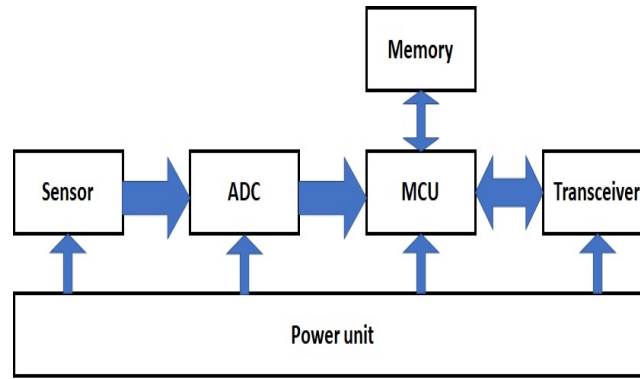 Memory
Sensor
ADC
MCU
Transceiver
Power unit